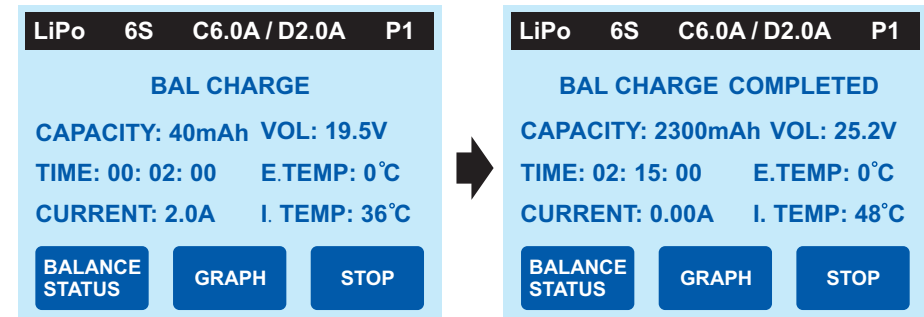 LiPo 6S C6.0A / D2.0A P1
BAL CHARGE
CAPACITY: 40mAh VOL: 19.5V
TIME: 00: 02: 00 E.TEMP: 0°C
CURRENT: 2.0A I. TEMP: 36°C
BALANCE
STATUS
GRAPH
STOP
LiPo 6S C6.0A / D2.0A P1
BAL CHARGE COMPLETED
CAPACITY: 2300mAh VOL: 25.2V
TIME: 02: 15: 00 E.TEMP: 0°C
CURRENT: 0.00A I. TEMP: 48°C
BALANCE
STATUS
GRAPH
STOP